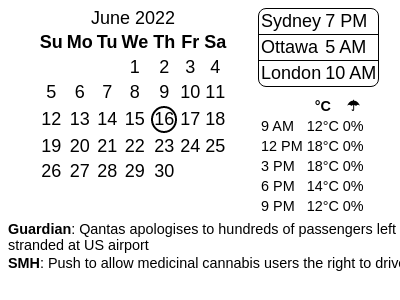 June 2022
Su Mo Tu We Th Fr Sa
1 2 3 4
5 6 7 8 9 10 11
12 13 14 15 16 17 18
19 20 21 22 23 24 25
26 27 28 29 30
Sydney 7 PM
Ottawa 5 AM
London 10 AM
°C ☂
9 AM 12°C 0%
12 PM 18°C 0%
3 PM 18°C 0%
6 PM 14°C 0%
9 PM 12°C 0%
Guardian: Qantas apologises to hundreds of passengers left
stranded at US airport
SMH: Push to allow medicinal cannabis users the right to drive